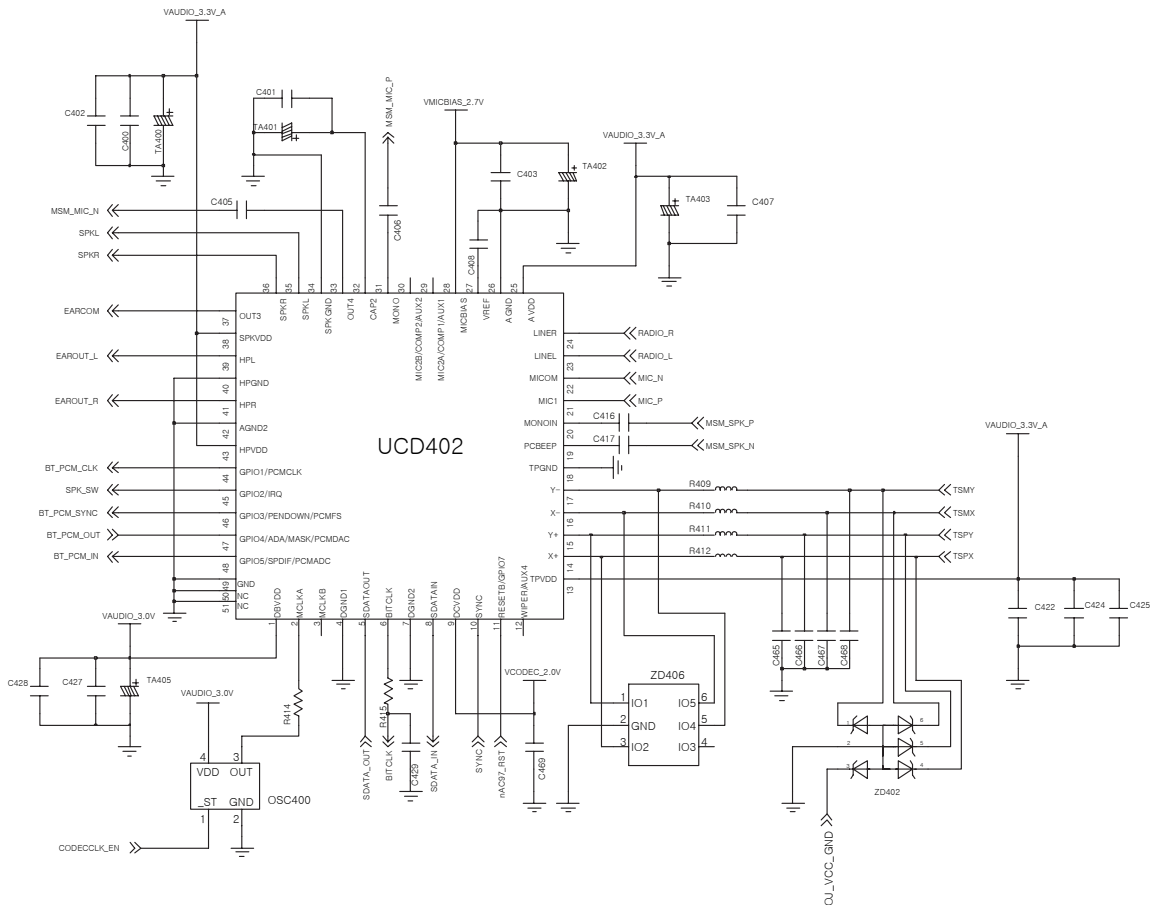 VAUDIO_3.3V_A
C402
C400
TA400
C401
TA401
MSM_MIC_P
VMICBIAS_2.7V
C403
TA402
VAUDIO_3.3V_A
TA403
C407
MSM_MIC_N
C405
C406
C408
SPKL
SPKR
36
35
34
33
32
31
30
29
28
27
26
25
SPKR
SPKL
SPKGND
OUT4
CAP2
MONO
MIC2B/COMP2/AUX2
MIC2A/COMP1/AUX1
MICBIAS
VREF
AGND
AVDD
EARCOM
37
OUT3
SPKVDD
38
EAROUT_L
HPL
39
HPGND
40
EAROUT_R
HPR
41
AGND2
42
HPVDD
43
BT_PCM_CLK
GPIO1/PCMCLK
44
SPK_SW
GPIO2/IRQ
45
BT_PCM_SYNC
GPIO3/PENDOWN/PCMFS
46
BT_PCM_OUT
GPIO4/ADA/MASK/PCMDAC
47
BT_PCM_IN
GPIO5/SPDIF/PCMADC
48
GND
49
NC
50
NC
51
UCD402
LINER
24
RADIO_R
LINEL
23
RADIO_L
MICOM
22
MIC_N
MIC1
21
MIC_P
MONOIN
20
C416
MSM_SPK_P
PCBEEP
19
C417
MSM_SPK_N
TPGND
18
Y-
17
R409
TSMY
X-
16
R410
TSMX
Y+
15
R411
TSPY
X+
14
R412
TSPX
TPVDD
13
VAUDIO_3.3V_A
C422
C424
C425
DBVDD
MCLKA
MCLKB
DGND1
SDATAOUT
BITCLK
DGND2
SDATAIN
DCVDD
SYNC
RESETB/GPIO7
WIPER/AUX4
1
2
3
4
5
6
7
8
9
10
11
12
VAUDIO_3.0V
C428
C427
TA405
VAUDIO_3.0V
R414
R415
VCODEC_2.0V
SDATA_OUT
BITCLK
C429
SDATA_IN
SYNC
nAC97_RST
C469
4
3
VDD
OUT
_ST
GND
1
2
OSC400
CODECCLK_EN
ZD406
1
IO1
IO5
6
2
GND
IO4
5
3
IO2
IO3
4
C465
C466
C467
C468
1
6
2
5
3
4
ZD402
OJ_VCC_GND